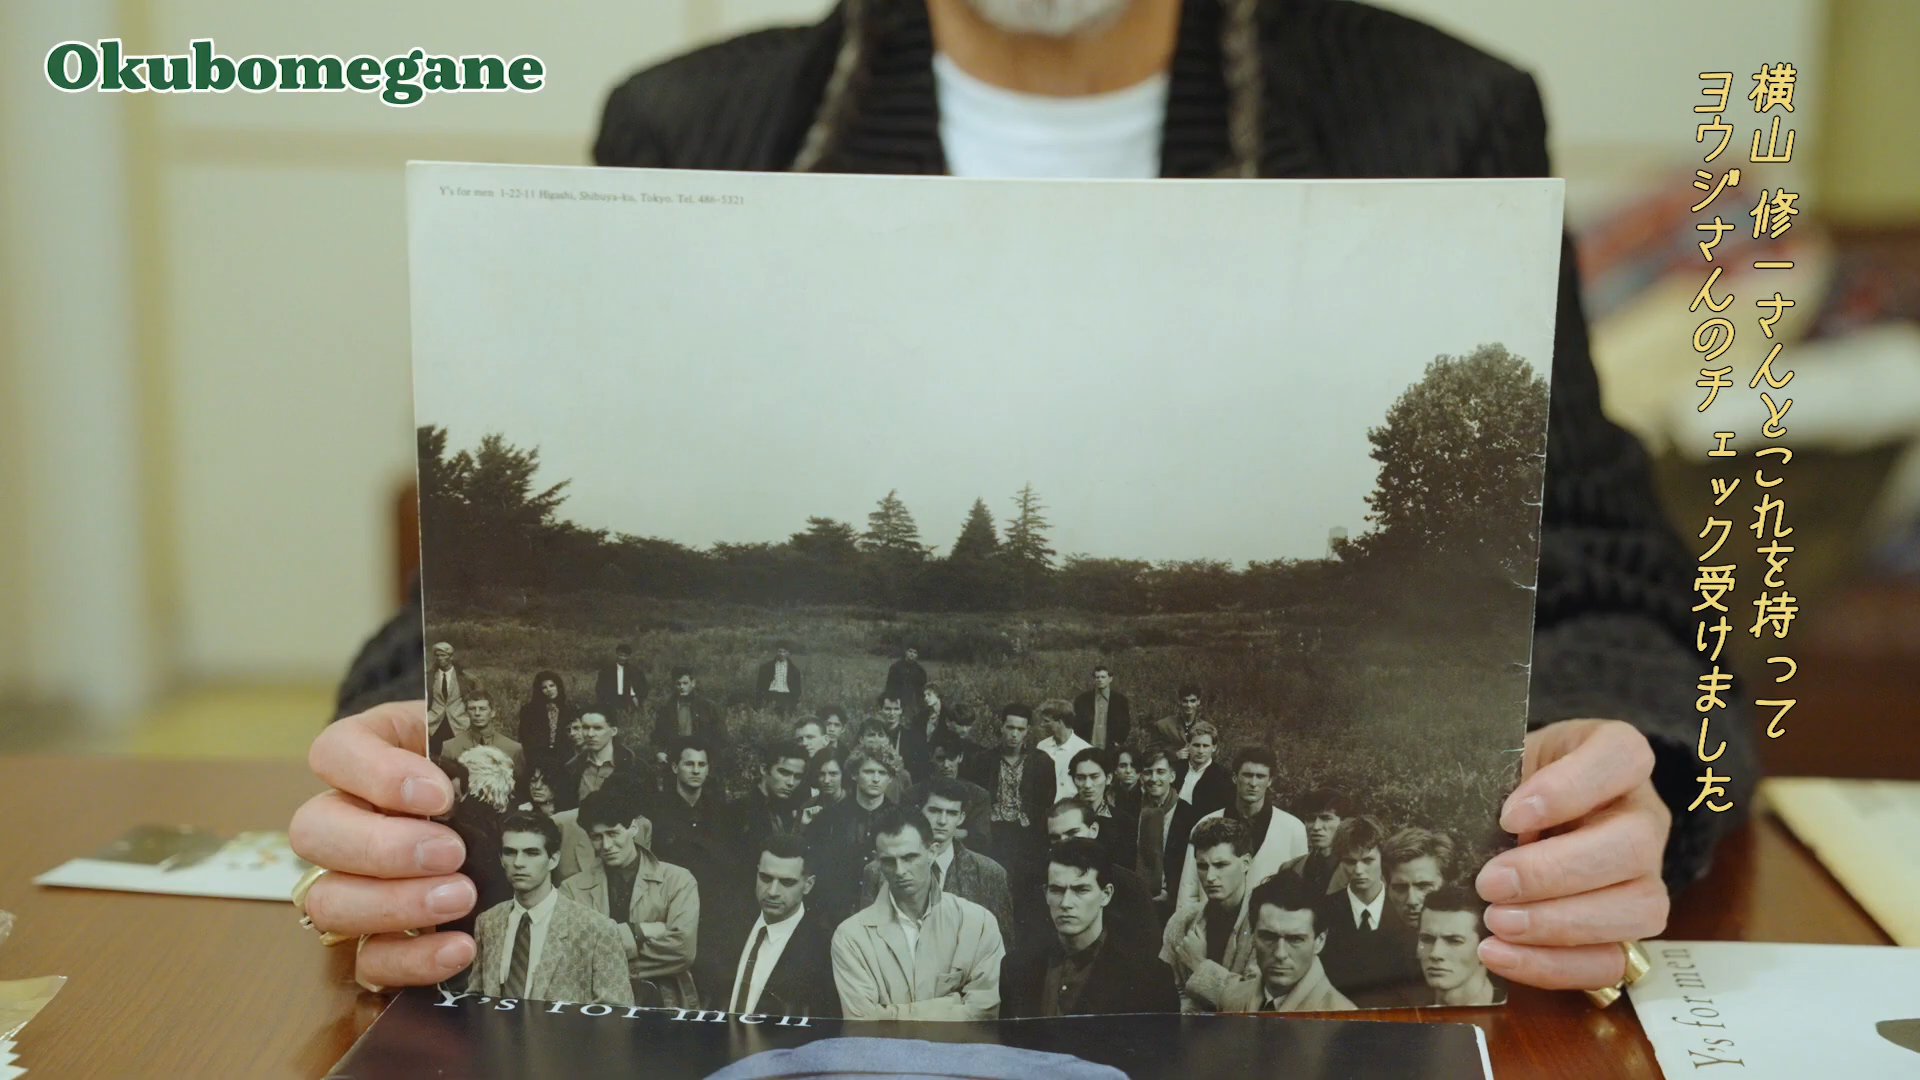 Okubomegane
横山 修一さんとこれを持って
ヨウジさんのチェック受けました
Y's for men 1-22-11 Higashi, Shibuya-ku, Tokyo. Tel. 486-5321
Y's for men
Y's for men